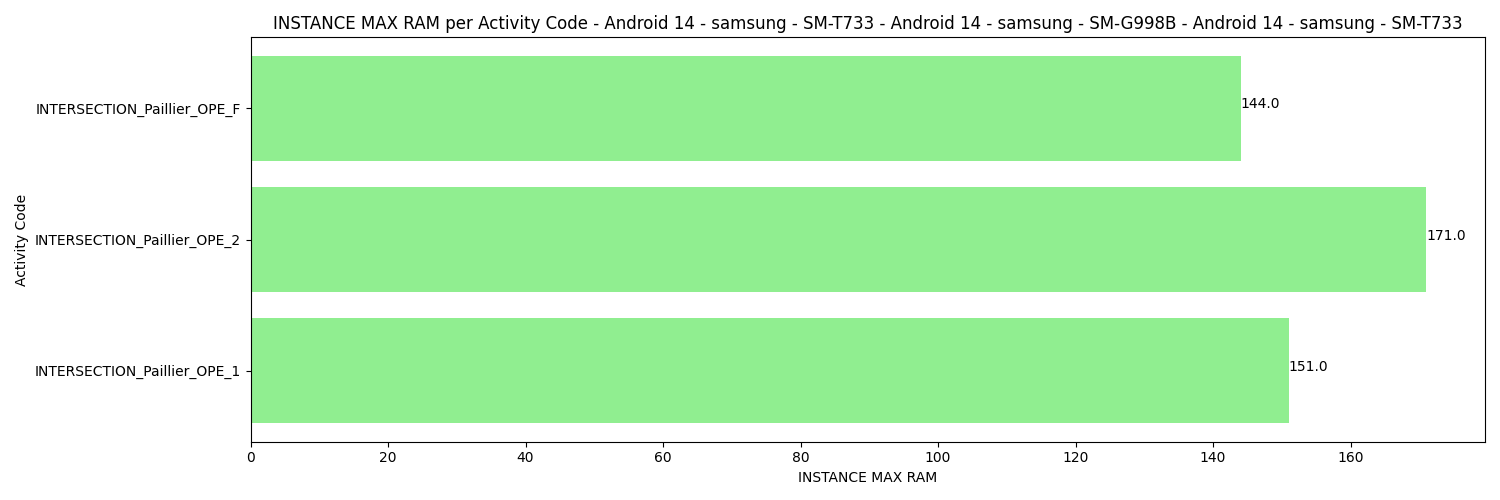 INSTANCE MAX RAM per Activity Code - Android 14 - samsung - SM-T733 - Android 14 - samsung - SM-G998B - Android 14 - samsung - SM-T733
Activity Code
INTERSECTION_Paillier_OPE_F
144.0
INTERSECTION_Paillier_OPE_2
171.0
INTERSECTION_Paillier_OPE_1
151.0
0 20 40 60 80 100 120 140 160
INSTANCE MAX RAM